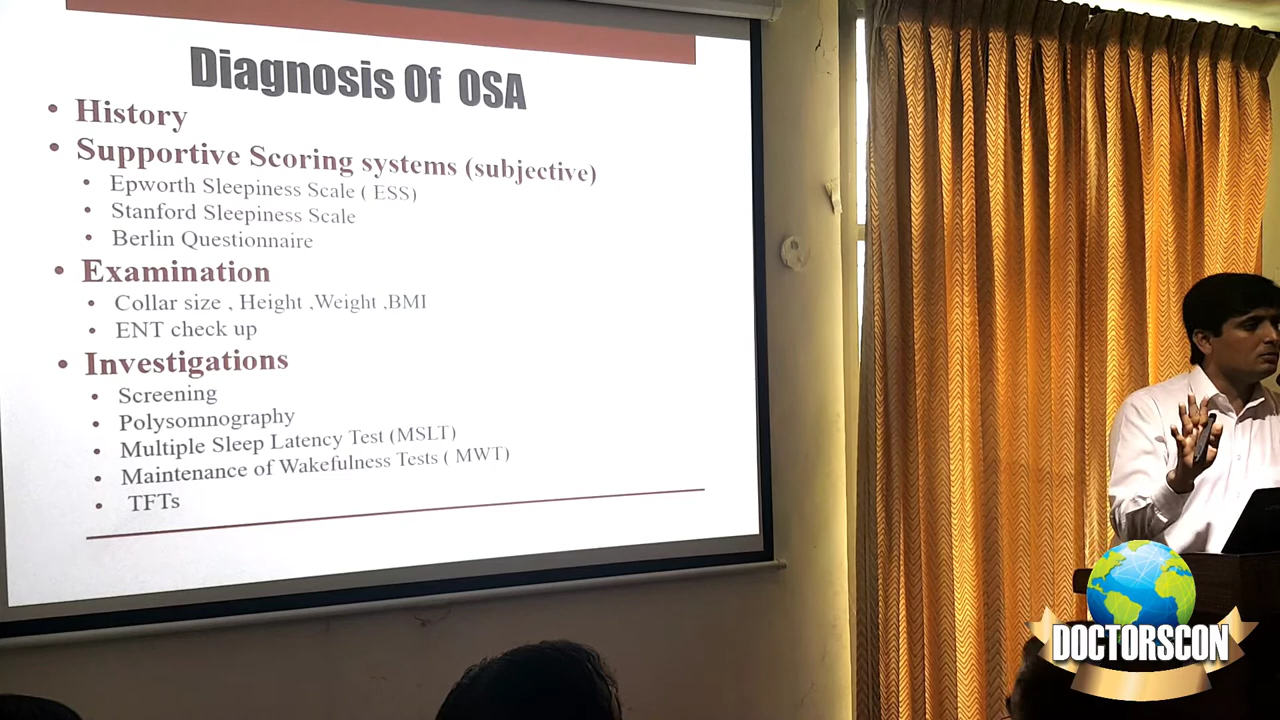 Diagnosis Of OSA
• History
• Supportive Scoring systems (subjective)
• Epworth Sleepiness Scale ( ESS)
• Stanford Sleepiness Scale
• Berlin Questionnaire
• Examination
• Collar size , Height ,Weight ,BMI
• ENT check up
• Investigations
• Screening
• Polysomnography
• Multiple Sleep Latency Test (MSLT)
• Maintenance of Wakefulness Tests ( MWT)
• TFTs
DOCTORSCON